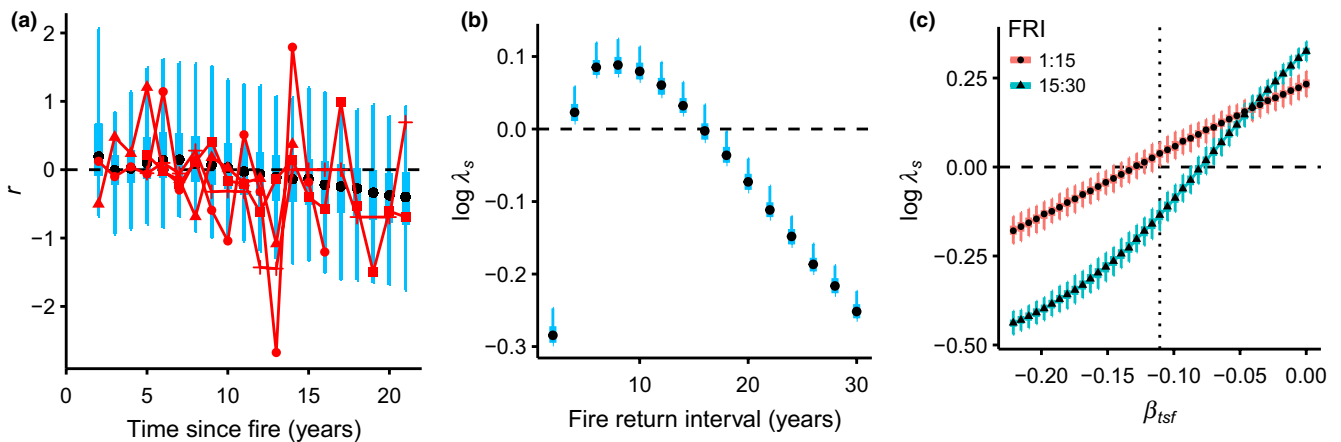 (a)
2
1
0
−1
−2
r
0
5
10
15
20
Time since fire (years)
(b)
0.1
0.0
−0.1
−0.2
−0.3
log λs
10
20
30
Fire return interval (years)
(c)
FRI
1:15
15:30
0.25
0.00
−0.25
−0.50
log λs
−0.20
−0.15
−0.10
−0.05
0.00
βtsf